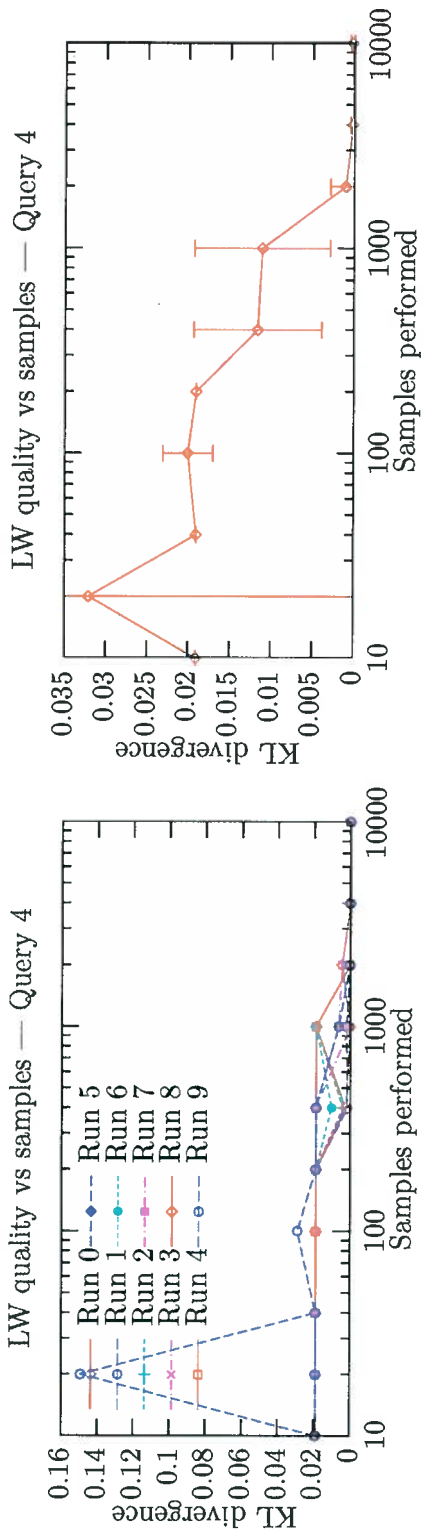 LW quality vs samples — Query 4
KL divergence
0.16
0.14
0.12
0.1
0.08
0.06
0.04
0.02
0
Run 0
Run 1
Run 2
Run 3
Run 4
Run 5
Run 6
Run 7
Run 8
Run 9
10
100
1000
10000
Samples performed
LW quality vs samples — Query 4
KL divergence
0.035
0.03
0.025
0.02
0.015
0.01
0.005
0
10
100
1000
10000
Samples performed